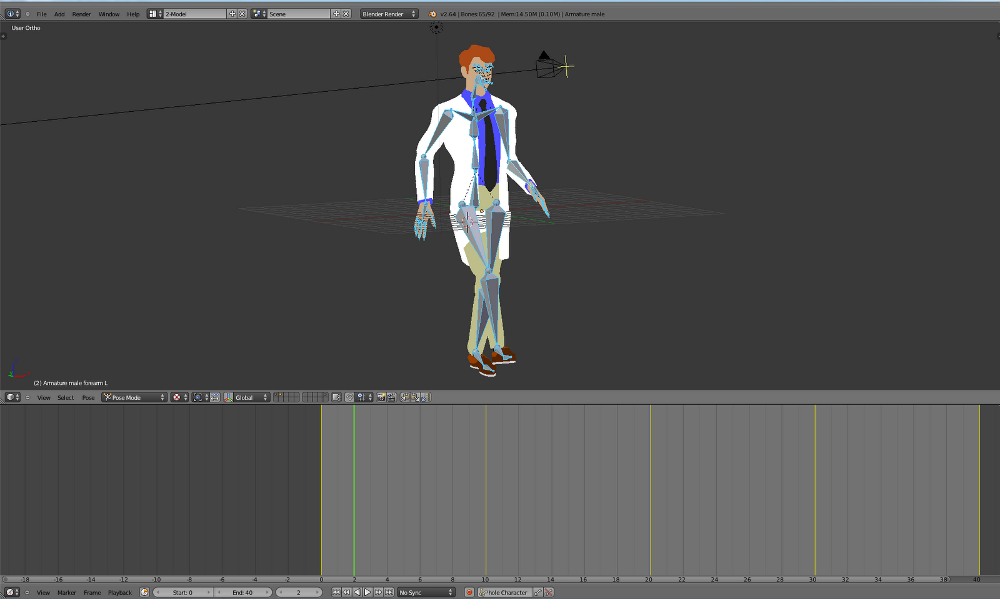 File Add Render Window Help 2-Model Scene Blender Render v2.64 | Bones:65/92 | Mem:14.50M (0.10M) | Armature male
User Ortho
(2) Armature male forearm L
View Select Pose Pose Mode Global
-18 -16 -14 -12 -10 -8 -6 -4 -2 0 2 4 6 8 10 12 14 16 18 20 22 24 26 28 30 32 34 36 38 40
View Marker Frame Playback Start: 0 End: 40 2 No Sync hole Character